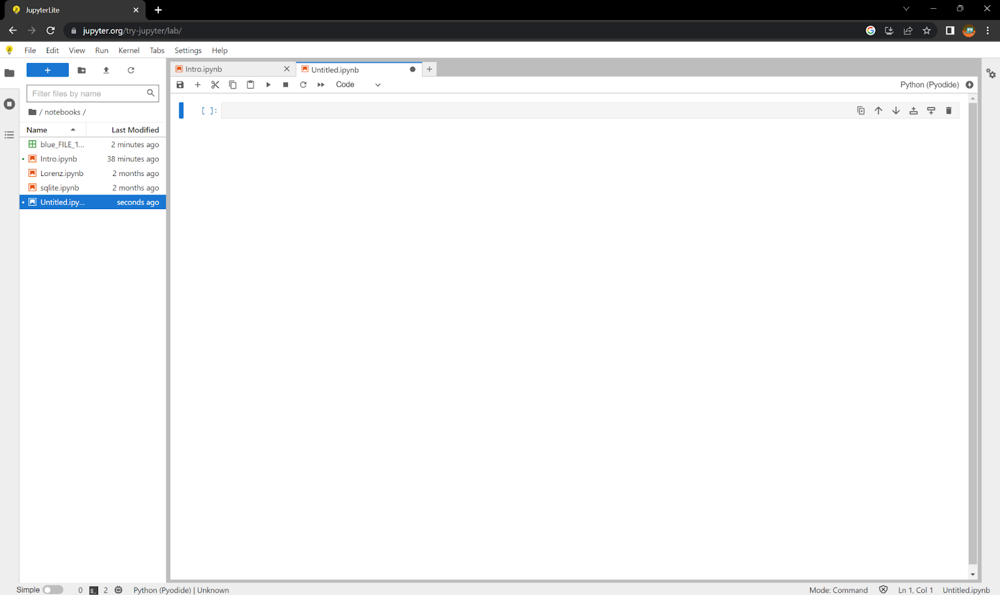 JupyterLite
jupyter.org/try-jupyter/lab/
File Edit View Run Kernel Tabs Settings Help
+
Filter files by name
/ notebooks /
Name Last Modified
blue_FILE_1... 2 minutes ago
Intro.ipynb 38 minutes ago
Lorenz.ipynb 2 months ago
sqlite.ipynb 2 months ago
Untitled.ipy... seconds ago
Intro.ipynb Untitled.ipynb
Code Python (Pyodide)
[ ]:
Simple 0 $_ 2 Python (Pyodide) | Unknown Mode: Command Ln 1, Col 1 Untitled.ipynb